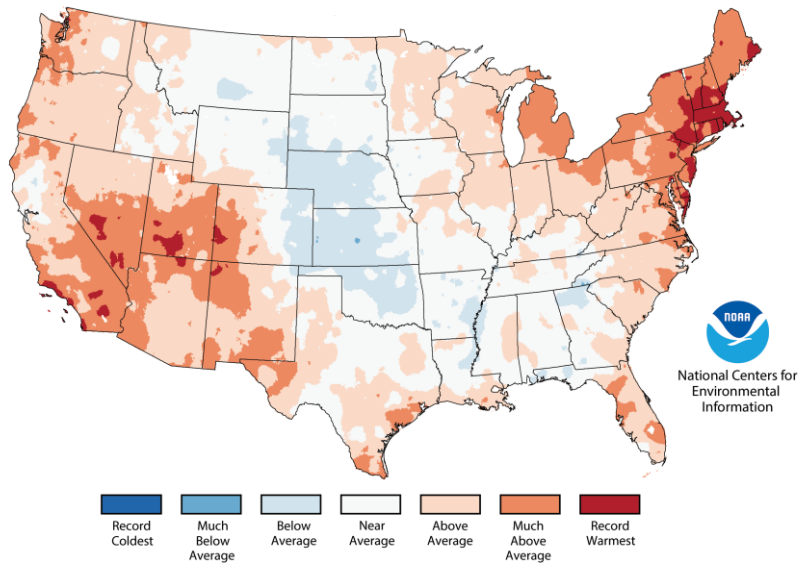 NOAA
National Centers for
Environmental
Information
Record
Coldest
Much
Below
Average
Below
Average
Near
Average
Above
Average
Much
Above
Average
Record
Warmest